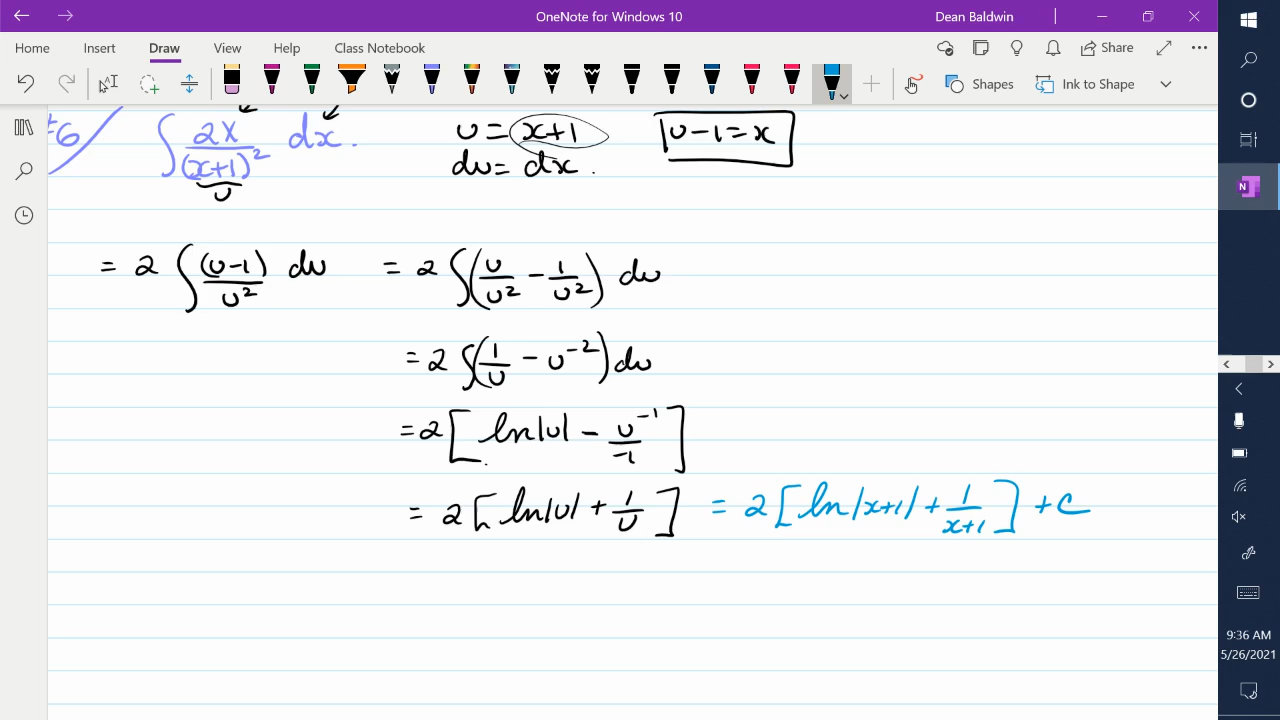 OneNote for Windows 10
Dean Baldwin
Home Insert Draw View Help Class Notebook
Share
Shapes Ink to Shape
#6/ ∫ 2x/(x+1)² dx. u = x+1 u-1=x
u du = dx.
= 2 ∫ (u-1)/u² du = 2 ∫(u/u² - 1/u²) du
= 2 ∫(1/u - u⁻²) du
= 2 [ ln|u| - u⁻¹/-1 ]
= 2 [ ln|u| + 1/u ] = 2 [ ln|x+1| + 1/(x+1) ] + C
9:36 AM
5/26/2021